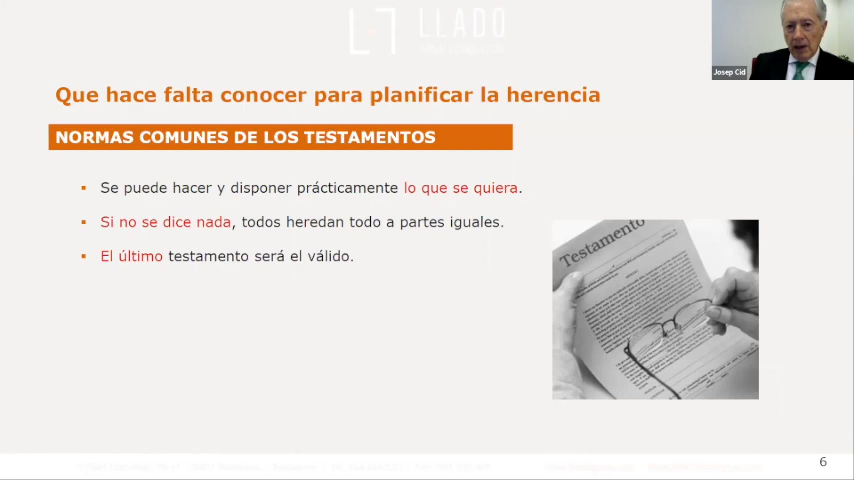 LLADO
Josep Cid
Que hace falta conocer para planificar la herencia
NORMAS COMUNES DE LOS TESTAMENTOS
▪ Se puede hacer y disponer prácticamente lo que se quiera.
▪ Si no se dice nada, todos heredan todo a partes iguales.
▪ El último testamento será el válido.
Testamento
6